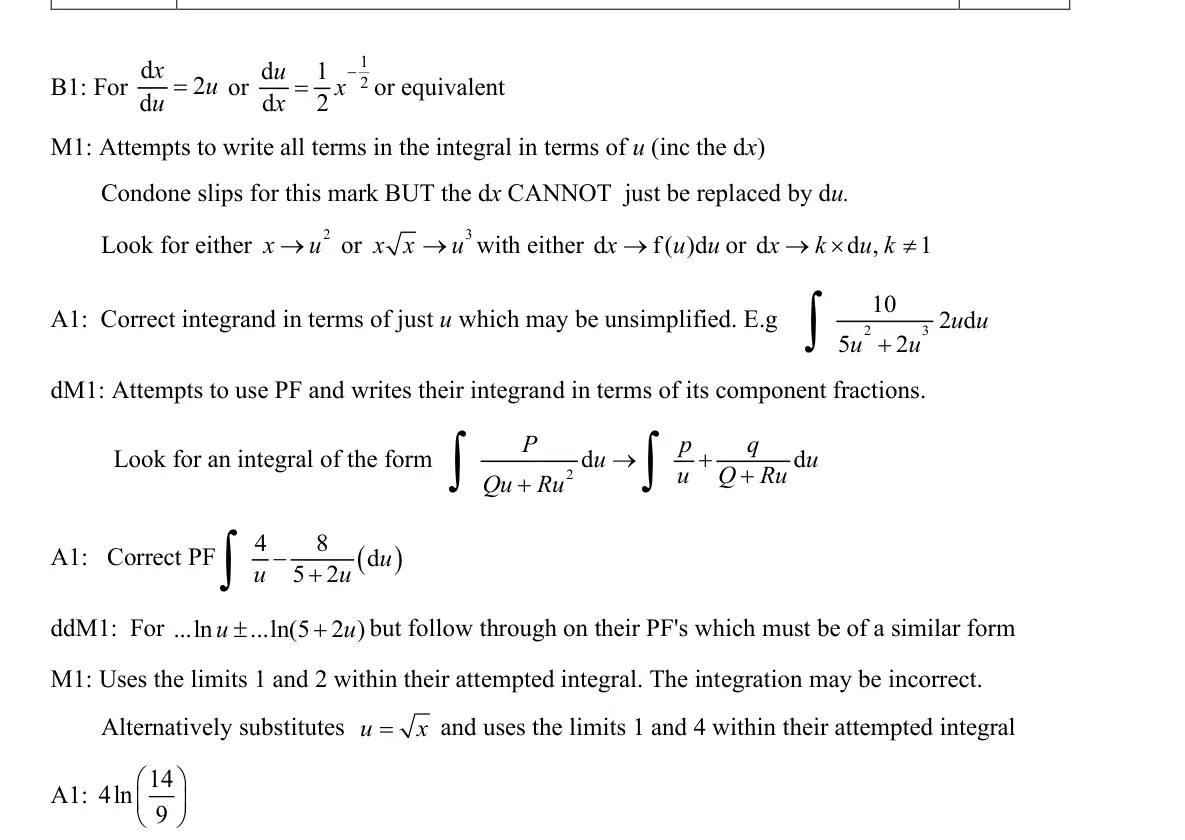 B1: For dx/du = 2u or du/dx = 1/2 x^(-1/2) or equivalent
M1: Attempts to write all terms in the integral in terms of u (inc the dx)
Condone slips for this mark BUT the dx CANNOT just be replaced by du.
Look for either x → u² or x√x → u³ with either dx → f(u)du or dx → k × du, k ≠ 1
A1: Correct integrand in terms of just u which may be unsimplified. E.g ∫ 10/(5u² + 2u³) 2udu
dM1: Attempts to use PF and writes their integrand in terms of its component fractions.
Look for an integral of the form ∫ P/(Qu + Ru²) du → ∫ p/u + q/(Q + Ru) du
A1: Correct PF ∫ 4/u − 8/(5 + 2u) (du)
ddM1: For ...ln u ± ...ln(5 + 2u) but follow through on their PF's which must be of a similar form
M1: Uses the limits 1 and 2 within their attempted integral. The integration may be incorrect.
Alternatively substitutes u = √x and uses the limits 1 and 4 within their attempted integral
A1: 4ln(14/9)